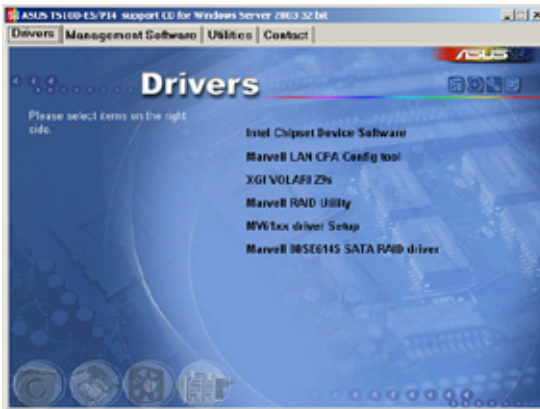 ASUS TS100-E5/PI4 support CD for Windows Server 2003 32 bit
Drivers Management Software Utilities Contact
ASUS
Drivers
Please select items on the right
side.
Intel Chipset Device Software
Marvell LAN CPA Config tool
XGI VOLARI Z9s
Marvell RAID Utility
MV61xx driver Setup
Marvell 88SE6145 SATA RAID driver